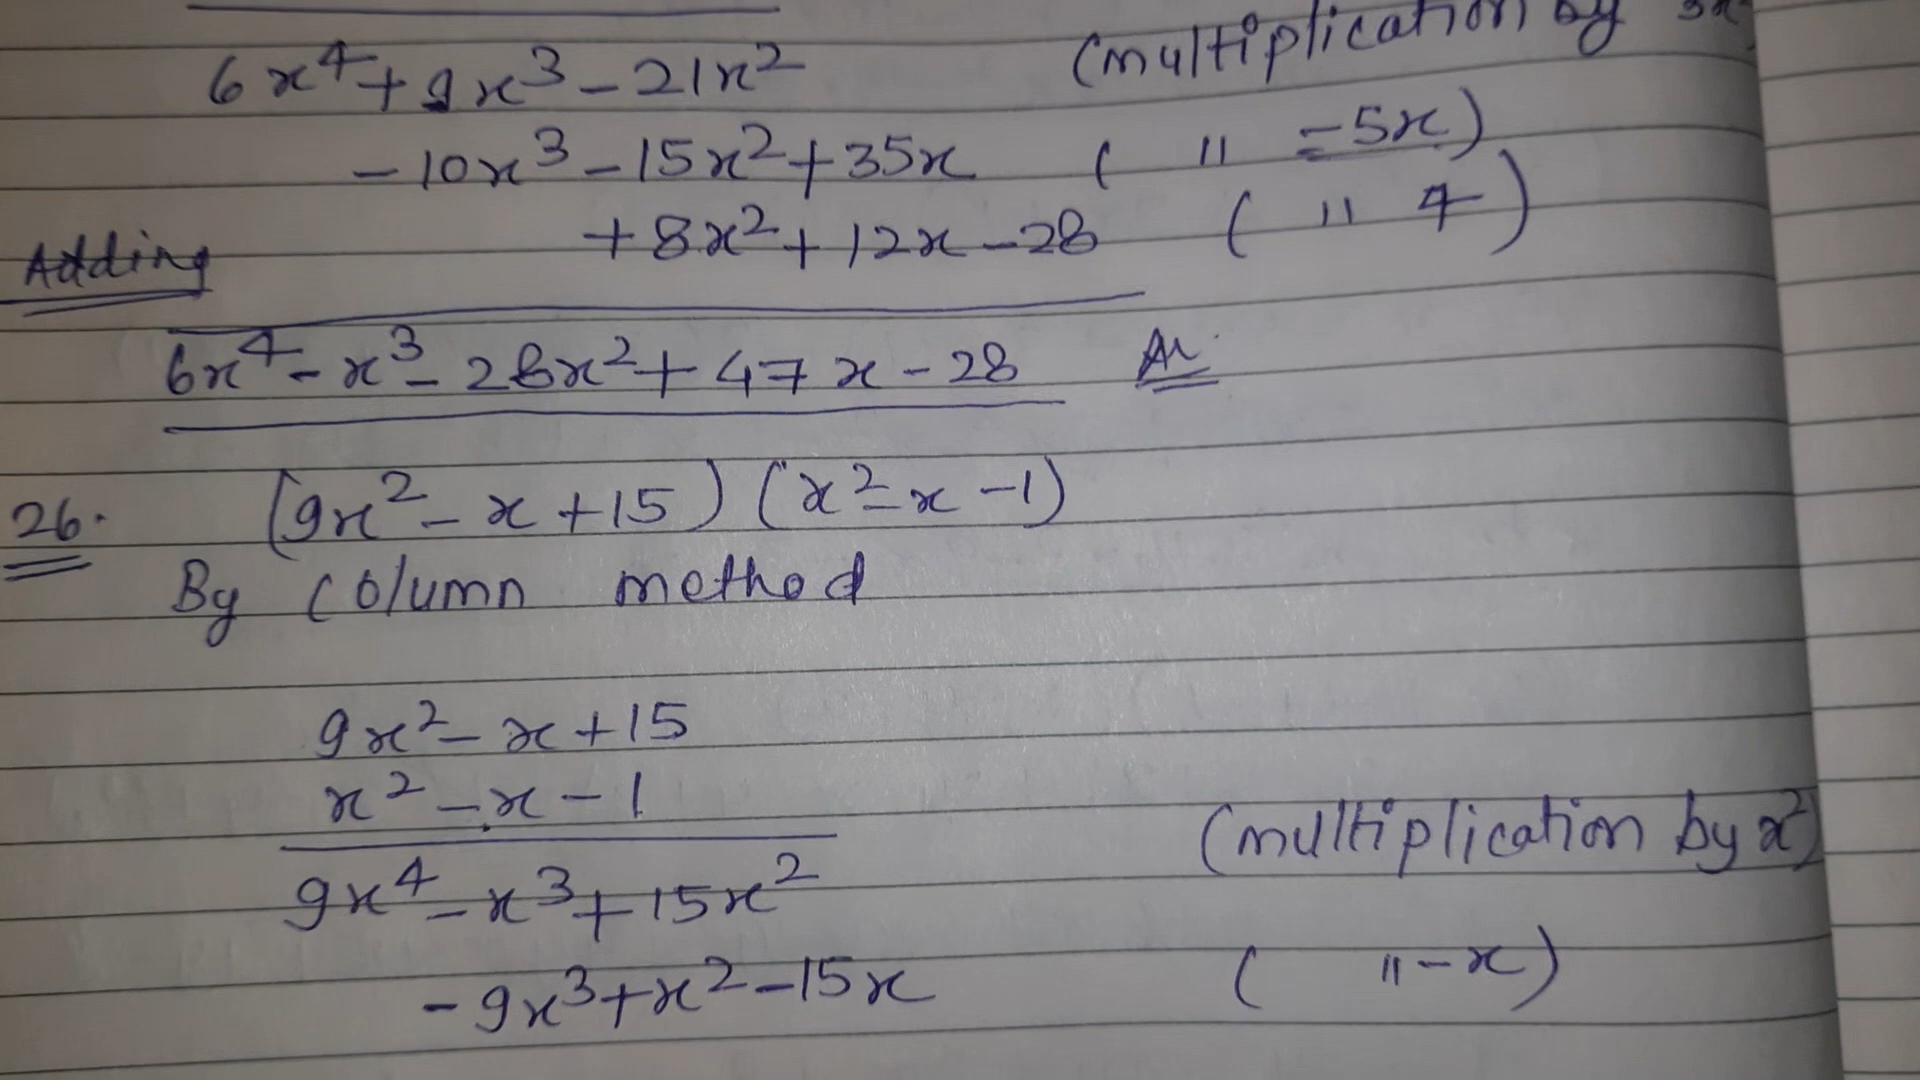 6x⁴+9x³-21x² (multiplication by 3x²
-10x³-15x²+35x ( " =5x)
+8x²+12x-28 ( " 4)
Adding
6x⁴-x³-28x²+47x-28 An.
26. (9x²-x+15)(x²-x-1)
By column method
9x²-x+15
x²-x-1
9x⁴-x³+15x² (multiplication by x²)
-9x³+x²-15x ( "-x)